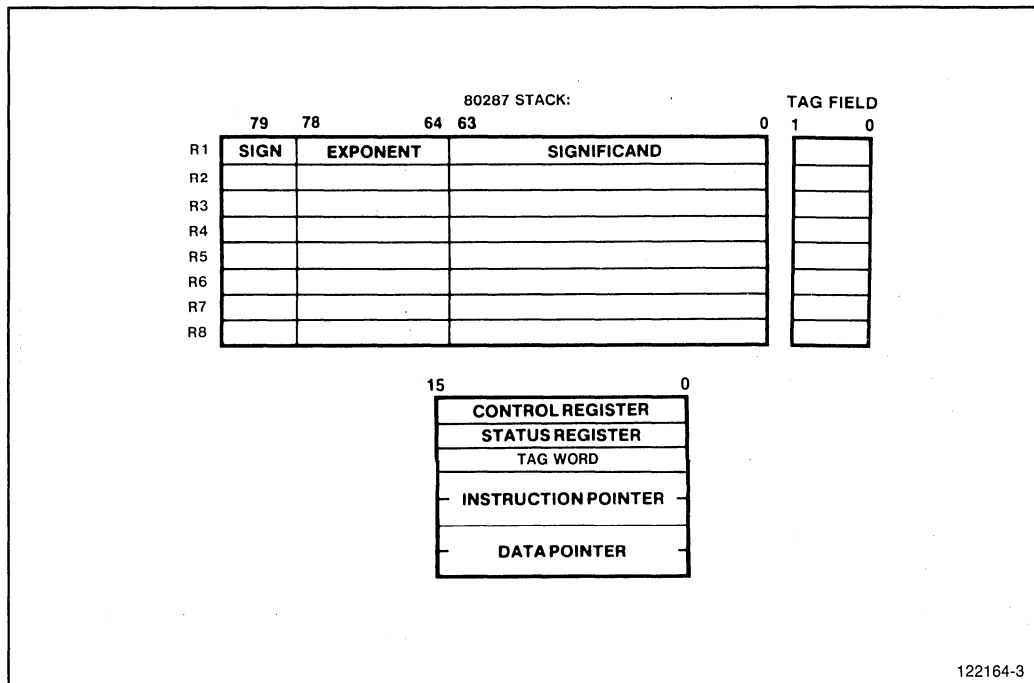 80287 STACK:
TAG FIELD
79 78 64 63 0 1 0
R1 SIGN EXPONENT SIGNIFICAND
R2
R3
R4
R5
R6
R7
R8
15 0
CONTROL REGISTER
STATUS REGISTER
TAG WORD
INSTRUCTION POINTER
DATA POINTER
122164-3